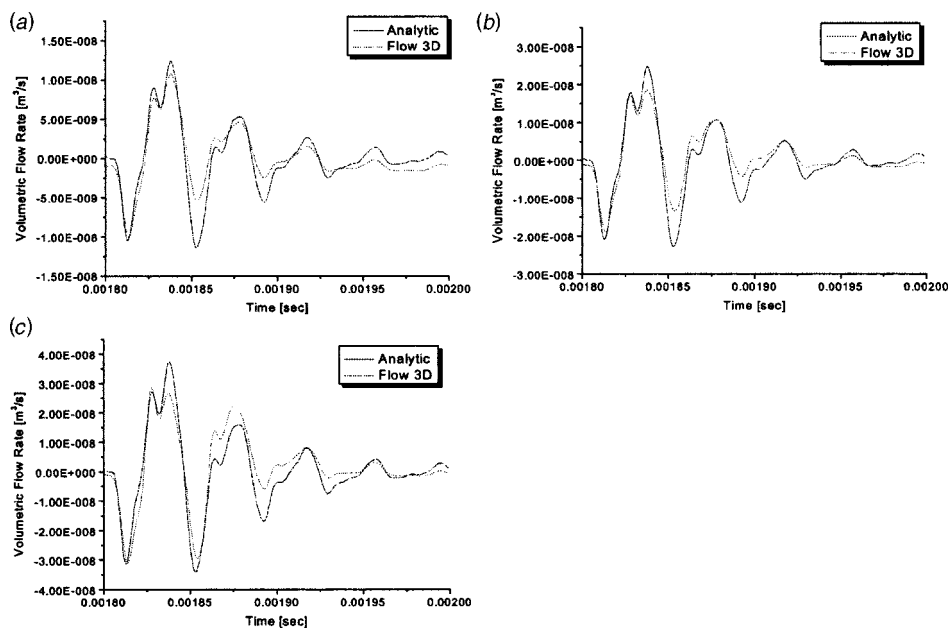 (a)
Volumetric Flow Rate [m³/s]
1.50E-008
1.00E-008
5.00E-009
0.00E+000
-5.00E-009
-1.00E-008
-1.50E-008
Analytic
Flow 3D
0.00180
0.00185
0.00190
0.00195
0.00200
Time [sec]
(b)
Volumetric Flow Rate [m³/s]
3.00E-008
2.00E-008
1.00E-008
0.00E+000
-1.00E-008
-2.00E-008
-3.00E-008
Analytic
Flow 3D
0.00180
0.00185
0.00190
0.00195
0.00200
Time [sec]
(c)
Volumetric Flow Rate [m³/s]
4.00E-008
3.00E-008
2.00E-008
1.00E-008
0.00E+000
-1.00E-008
-2.00E-008
-3.00E-008
-4.00E-008
Analytic
Flow 3D
0.00180
0.00185
0.00190
0.00195
0.00200
Time [sec]